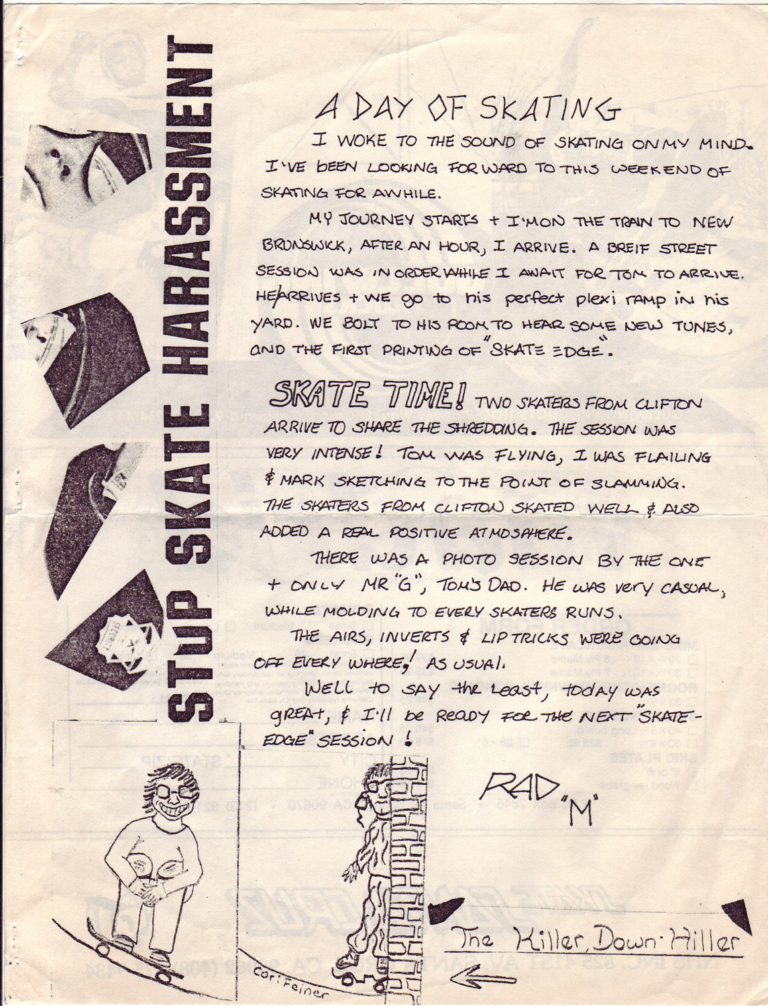 STOP SKATE HARASSMENT
A DAY OF SKATING
I WOKE TO THE SOUND OF SKATING ON MY MIND.
I'VE BEEN LOOKING FORWARD TO THIS WEEKEND OF
SKATING FOR AWHILE.
MY JOURNEY STARTS + I'M ON THE TRAIN TO NEW
BRUNSWICK, AFTER AN HOUR, I ARRIVE. A BREIF STREET
SESSION WAS IN ORDER WHILE I AWAIT FOR TOM TO ARRIVE.
HE/ARRIVES + WE go to his perfect plexi ramp in his
YARD. WE BOLT TO HIS ROOM TO HEAR SOME NEW TUNES,
AND THE FIRST PRINTING OF "SKATE EDGE".
SKATE TIME! TWO SKATERS FROM CLIFTON
ARRIVE TO SHARE THE SHREDDING. THE SESSION WAS
VERY INTENSE! TOM WAS FLYING, I WAS FLAILING
& MARK SKETCHING TO THE POINT OF SLAMMING.
THE SKATERS FROM CLIFTON SKATED WELL & ALSO
ADDED A REAL POSITIVE ATMOSPHERE.
THERE WAS A PHOTO SESSION BY THE ONE
+ ONLY MR "G", TOM'S DAD. HE WAS VERY CASUAL,
WHILE MOLDING TO EVERY SKATERS RUNS.
THE AIRS, INVERTS & LIP TRICKS WERE GOING
OFF EVERY WHERE,! AS USUAL.
WELL to SAY the LEAST, today WAS
gREAT, & I'll be READY FOR THE NEXT "SKATE-
EDGE" SESSION!
RAD "M"
The Killer, Down-Hiller
Cari Feiner
SECURITY